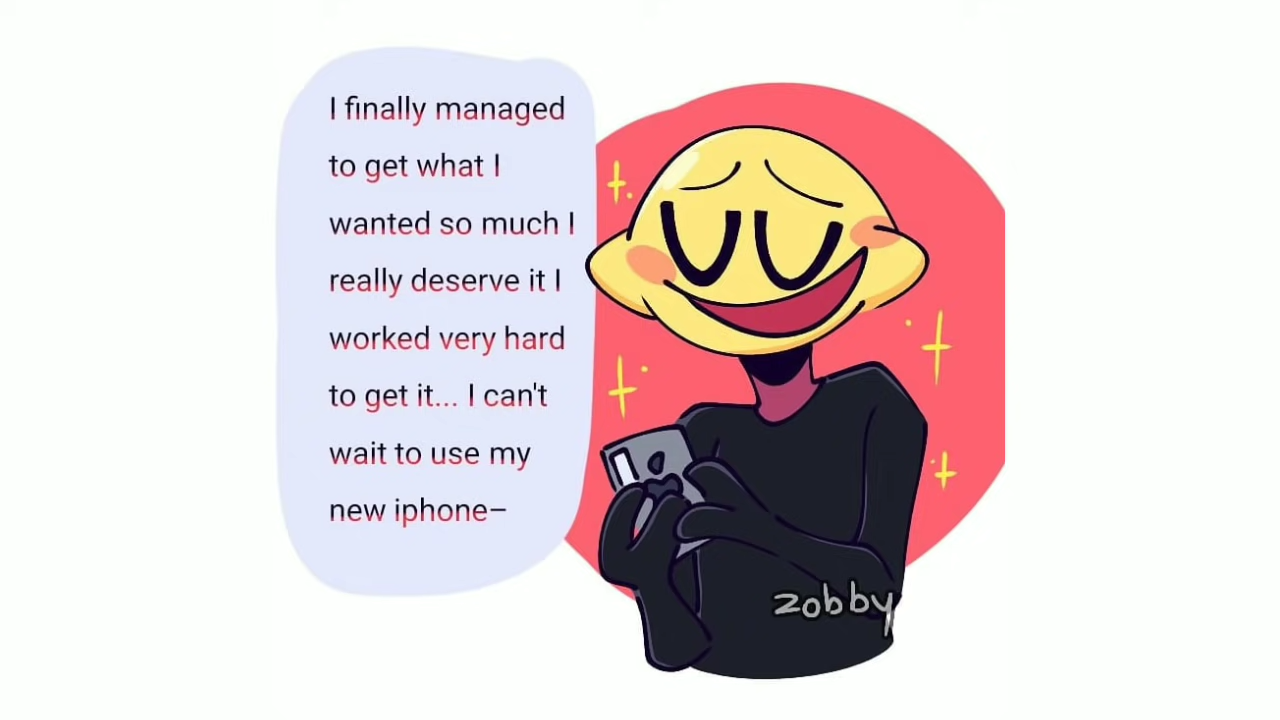 I finally managed
to get what I
wanted so much I
really deserve it I
worked very hard
to get it... I can't
wait to use my
new iphone–
zobby